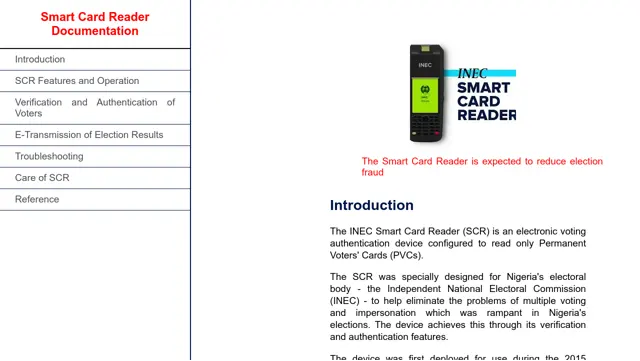 Smart Card Reader
Documentation
Introduction
SCR Features and Operation
Verification and Authentication of
Voters
E-Transmission of Election Results
Troubleshooting
Care of SCR
Reference
INEC
INEC
SMART
CARD
READER
The Smart Card Reader is expected to reduce election
fraud
Introduction
The INEC Smart Card Reader (SCR) is an electronic voting
authentication device configured to read only Permanent
Voters' Cards (PVCs).
The SCR was specially designed for Nigeria's electoral
body - the Independent National Electoral Commission
(INEC) - to help eliminate the problems of multiple voting
and impersonation which was rampant in Nigeria's
elections. The device achieves this through its verification
and authentication features.
The device was first deployed for use during the 2015